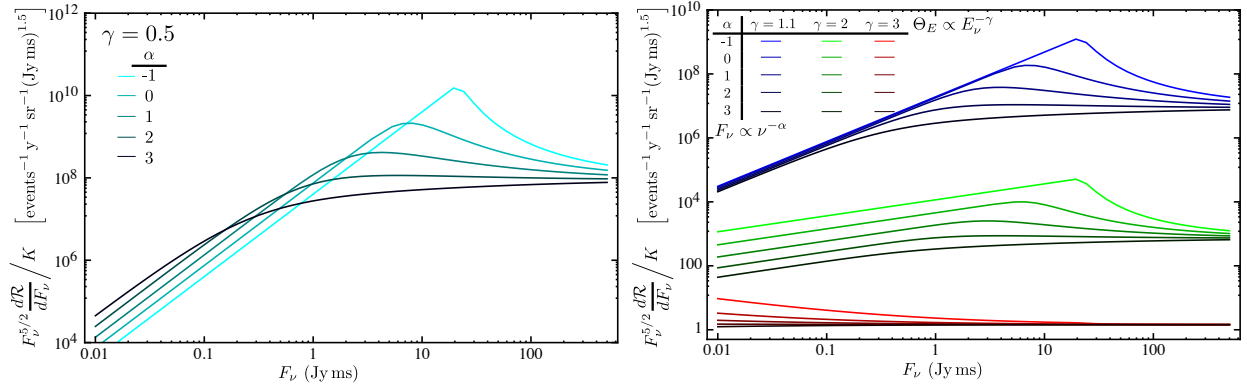 10^12
10^10
10^8
10^6
10^4
γ = 0.5
α
-1
0
1
2
3
0.01 0.1 1 10 100
F_ν (Jy ms)
F_ν^{5/2} dR/dF_ν / K [events^{-1} y^{-1} sr^{-1} (Jy ms)^{1.5}]
10^10
10^8
10^6
10^4
100
1
α γ = 1.1 γ = 2 γ = 3 Θ_E ∝ E_ν^{-γ}
-1
0
1
2
3
F_ν ∝ ν^{-α}
0.01 0.1 1 10 100
F_ν (Jy ms)
F_ν^{5/2} dR/dF_ν / K [events^{-1} y^{-1} sr^{-1} (Jy ms)^{1.5}]